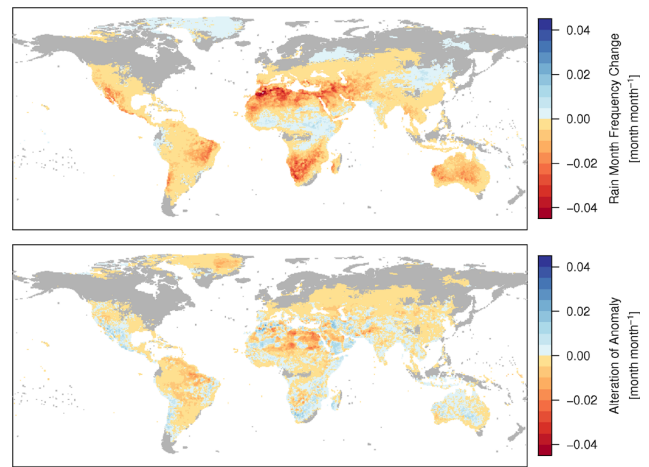 0.04
0.02
0.00
−0.02
−0.04
Rain Month Frequency Change
[month month⁻¹]
0.04
0.02
0.00
−0.02
−0.04
Alteration of Anomaly
[month month⁻¹]